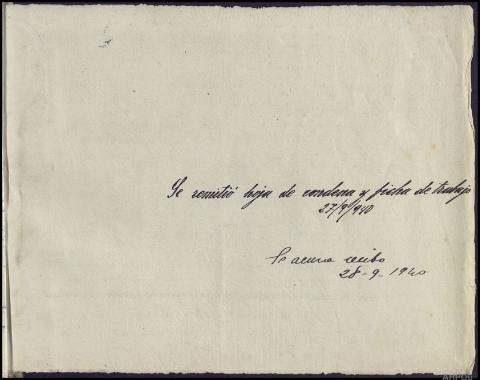 Se remitió hoja de condena y ficha de trabajo
27/9/940
Se acusa recibo
28-9-1940